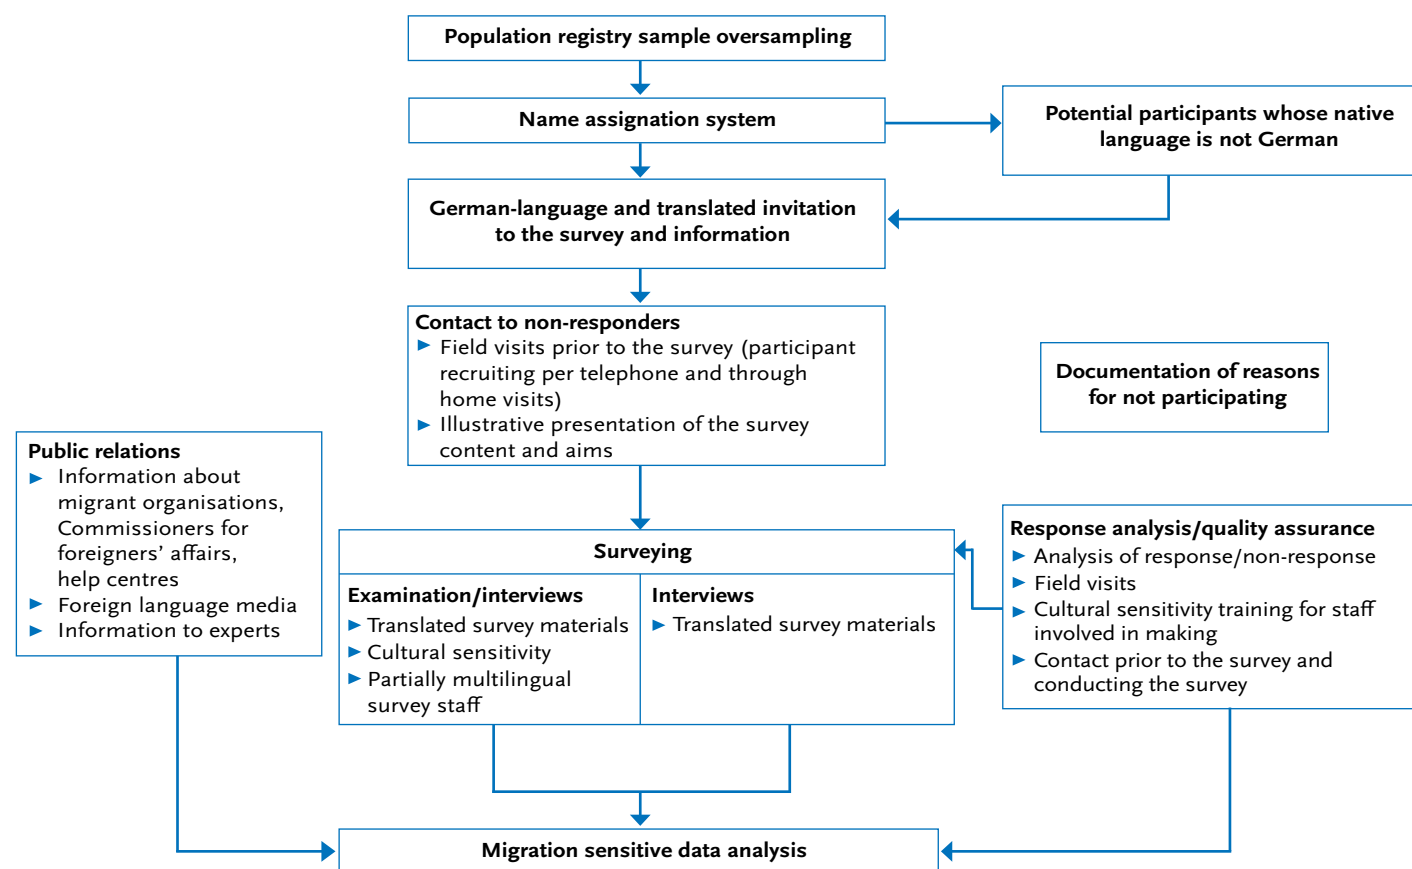 Population registry sample oversampling
Name assignation system
Potential participants whose native
language is not German
German-language and translated invitation
to the survey and information
Contact to non-responders
► Field visits prior to the survey (participant
recruiting per telephone and through
home visits)
► Illustrative presentation of the survey
content and aims
Documentation of reasons
for not participating
Public relations
► Information about
migrant organisations,
Commissioners for
foreigners’ affairs,
help centres
► Foreign language media
► Information to experts
Surveying
Examination/interviews
► Translated survey materials
► Cultural sensitivity
► Partially multilingual
survey staff
Interviews
► Translated survey materials
Response analysis/quality assurance
► Analysis of response/non-response
► Field visits
► Cultural sensitivity training for staff
involved in making
► Contact prior to the survey and
conducting the survey
Migration sensitive data analysis